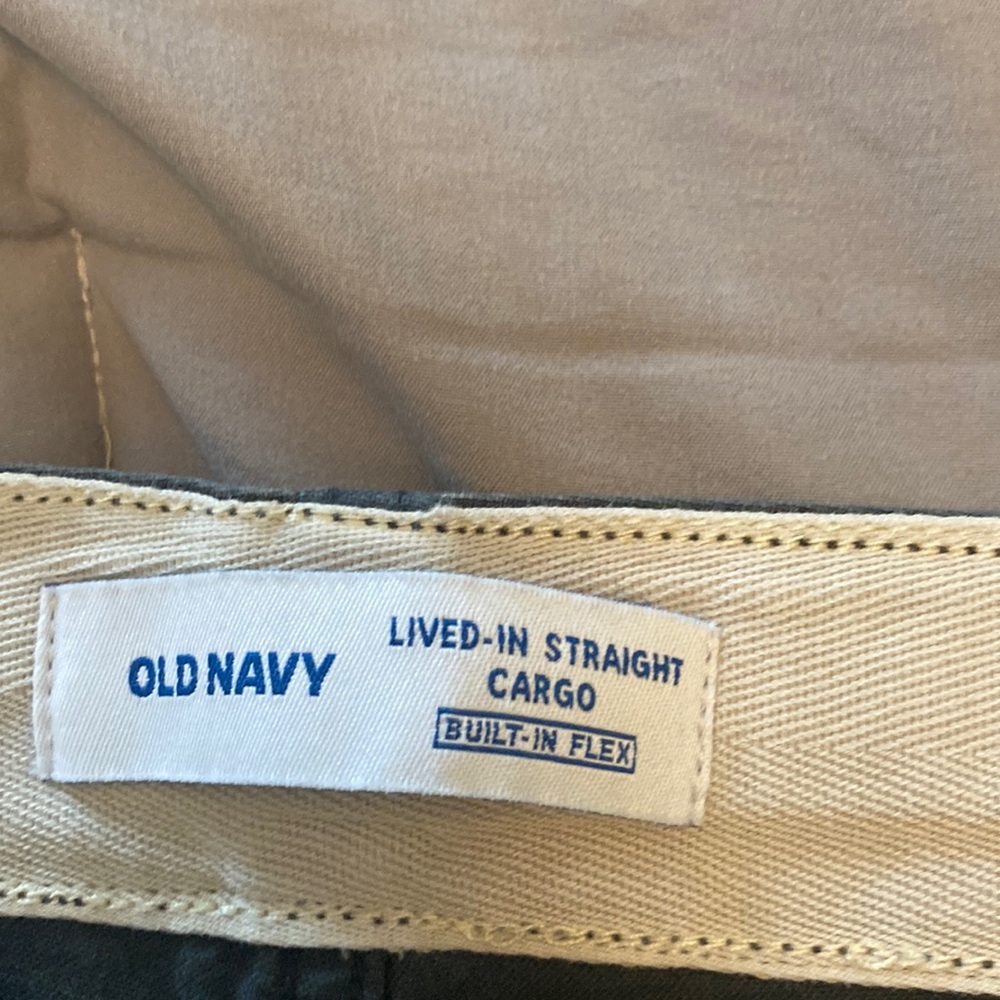 OLD NAVY
LIVED-IN STRAIGHT
CARGO
BUILT-IN FLEX